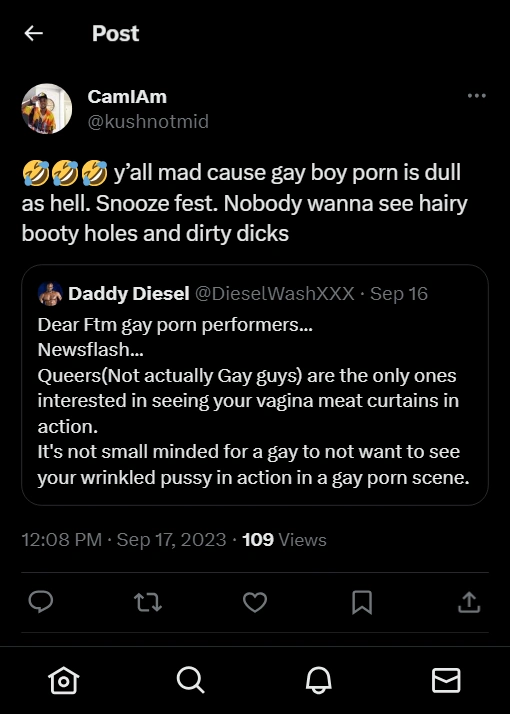 Post
CamIAm
@kushnotmid
🤣🤣🤣 y'all mad cause gay boy porn is dull
as hell. Snooze fest. Nobody wanna see hairy
booty holes and dirty dicks
Daddy Diesel @DieselWashXXX · Sep 16
Dear Ftm gay porn performers...
Newsflash...
Queers(Not actually Gay guys) are the only ones
interested in seeing your vagina meat curtains in
action.
It's not small minded for a gay to not want to see
your wrinkled pussy in action in a gay porn scene.
12:08 PM · Sep 17, 2023 · 109 Views